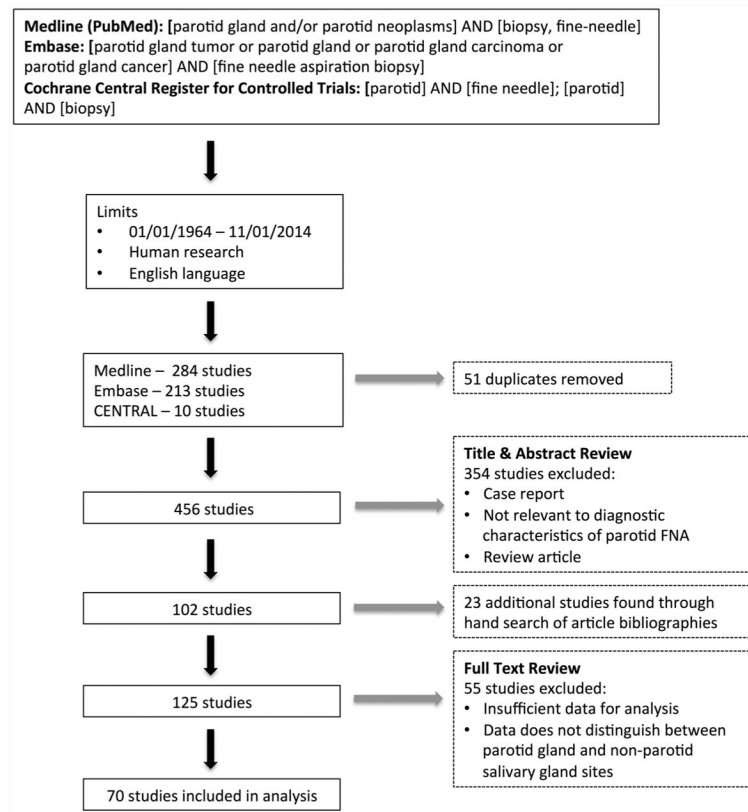 Medline (PubMed): [parotid gland and/or parotid neoplasms] AND [biopsy, fine-needle]
Embase: [parotid gland tumor or parotid gland or parotid gland carcinoma or
parotid gland cancer] AND [fine needle aspiration biopsy]
Cochrane Central Register for Controlled Trials: [parotid] AND [fine needle]; [parotid]
AND [biopsy]
Limits
• 01/01/1964 – 11/01/2014
• Human research
• English language
Medline – 284 studies
Embase – 213 studies
CENTRAL – 10 studies
51 duplicates removed
456 studies
Title & Abstract Review
354 studies excluded:
• Case report
• Not relevant to diagnostic
characteristics of parotid FNA
• Review article
102 studies
23 additional studies found through
hand search of article bibliographies
125 studies
Full Text Review
55 studies excluded:
• Insufficient data for analysis
• Data does not distinguish between
parotid gland and non-parotid
salivary gland sites
70 studies included in analysis